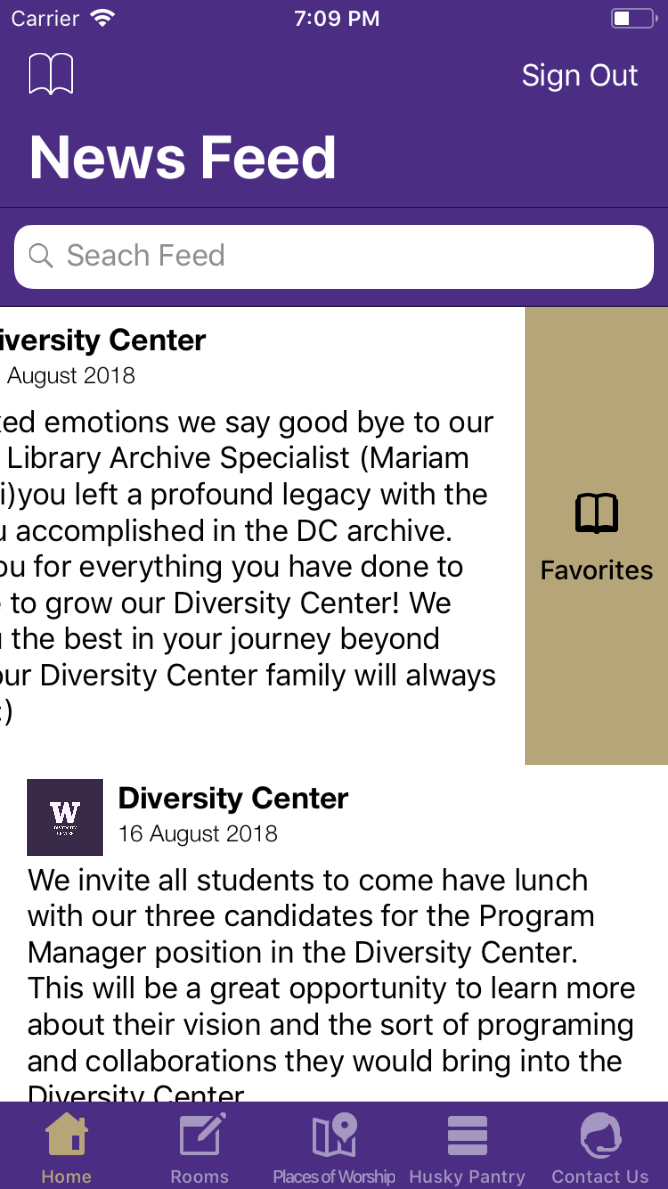 Carrier 7:09 PM
Sign Out
News Feed
Seach Feed
iversity Center
August 2018
ed emotions we say good bye to our
Library Archive Specialist (Mariam
i)you left a profound legacy with the
u accomplished in the DC archive.
ou for everything you have done to
e to grow our Diversity Center! We
the best in your journey beyond
our Diversity Center family will always
:)
Favorites
W
DIVERSITY
CENTER
Diversity Center
16 August 2018
We invite all students to come have lunch
with our three candidates for the Program
Manager position in the Diversity Center.
This will be a great opportunity to learn more
about their vision and the sort of programing
and collaborations they would bring into the
Diversity Center
Home Rooms Places of Worship Husky Pantry Contact Us